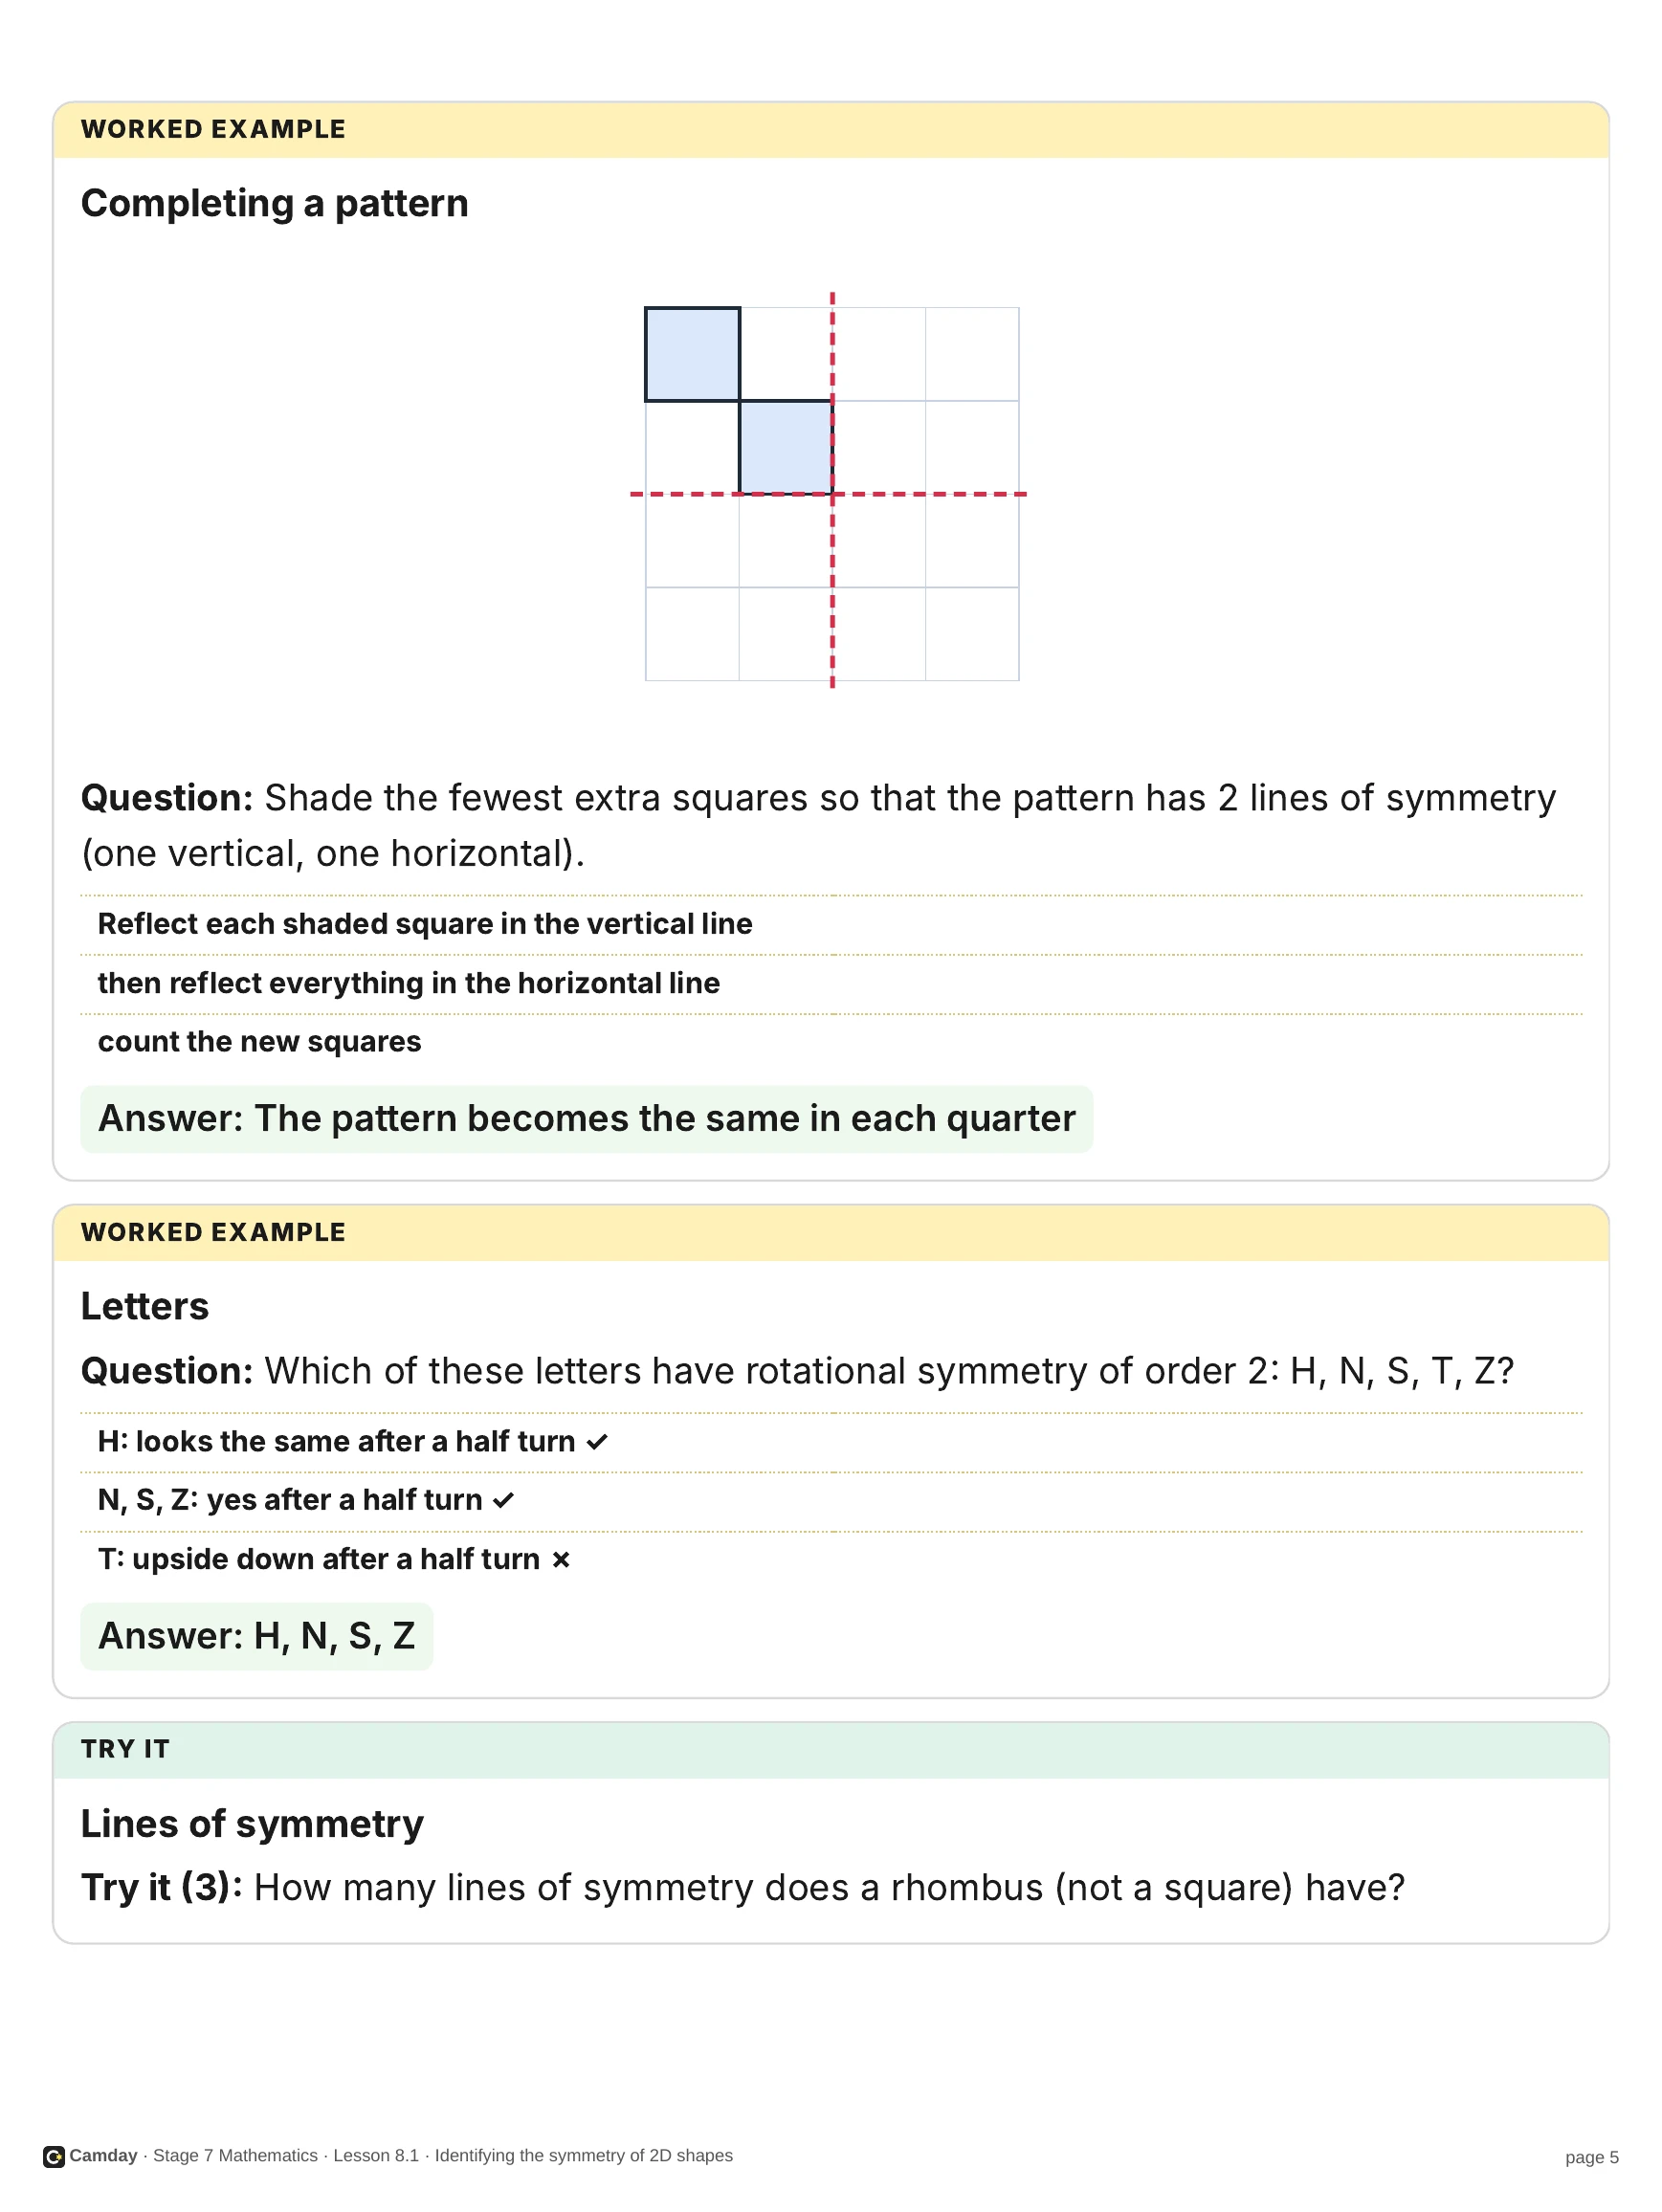 WORKED EXAMPLE
Completing a pattern
Question: Shade the fewest extra squares so that the pattern has 2 lines of symmetry
(one vertical, one horizontal).
Reflect each shaded square in the vertical line
then reflect everything in the horizontal line
count the new squares
Answer: The pattern becomes the same in each quarter
WORKED EXAMPLE
Letters
Question: Which of these letters have rotational symmetry of order 2: H, N, S, T, Z?
H: looks the same after a half turn ✓
N, S, Z: yes after a half turn ✓
T: upside down after a half turn ×
Answer: H, N, S, Z
TRY IT
Lines of symmetry
Try it (3): How many lines of symmetry does a rhombus (not a square) have?
Camday · Stage 7 Mathematics · Lesson 8.1 · Identifying the symmetry of 2D shapes
page 5